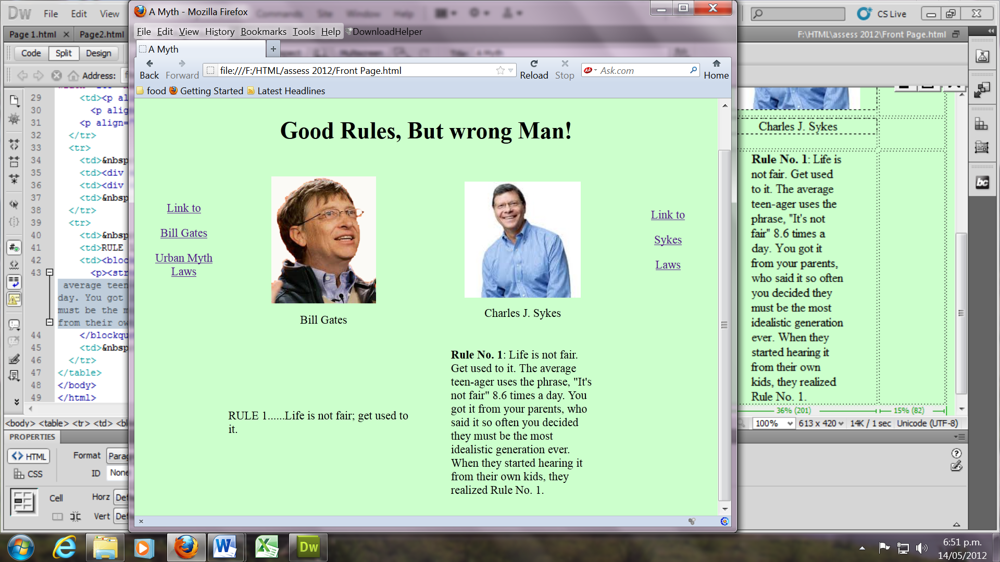 Dw File Edit View Commands Site Window Help CS Live
A Myth - Mozilla Firefox
File Edit View History Bookmarks Tools Help DownloadHelper
Page 1.html × Page2.html
F:\HTML\assess 2012\Front Page.html
A Myth
Code Split Design
Title: A Myth
Back Forward file:///F:/HTML/assess 2012/Front Page.html Reload Stop Ask Ask.com Home
Address:
food Getting Started Latest Headlines
29 <td><p al
30 <p alig
31 <p align=
32 </tr>
33 <tr>
34 <td>&nbsp
35 <td><div
36 <td><div
37 <td>&nbsp
38 </tr>
39 <tr>
40 <td>&nbsp
41 <td>RULE
42 <td><bloc
43 <p><str
average teen
day. You got
must be the m
from their ow
44 </blockqu
45 <td>&nbsp
46 </tr>
47 </table>
48 </body>
49 </html>
<body> <table> <tr> <td> <bl
PROPERTIES
HTML Format Parag
CSS ID None
Cell Horz Def
Vert Def
Good Rules, But wrong Man!
Link to
Bill Gates
Urban Myth
Laws
Bill Gates
Charles J. Sykes
Link to
Sykes
Laws
RULE 1......Life is not fair; get used to
it.
Rule No. 1: Life is not fair.
Get used to it. The average
teen-ager uses the phrase, "It's
not fair" 8.6 times a day. You
got it from your parents, who
said it so often you decided
they must be the most
idealistic generation ever.
When they started hearing it
from their own kids, they
realized Rule No. 1.
Charles J. Sykes
Rule No. 1: Life is
not fair. Get used
to it. The average
teen-ager uses the
phrase, "It's not
fair" 8.6 times a
day. You got it
from your parents,
who said it so often
you decided they
must be the most
idealistic generation
ever. When they
started hearing it
from their own
kids, they realized
Rule No. 1.
36% (201) 15% (82)
100% 613 x 420 14K / 1 sec Unicode (UTF-8)
bc
Dw
6:51 p.m.
14/05/2012